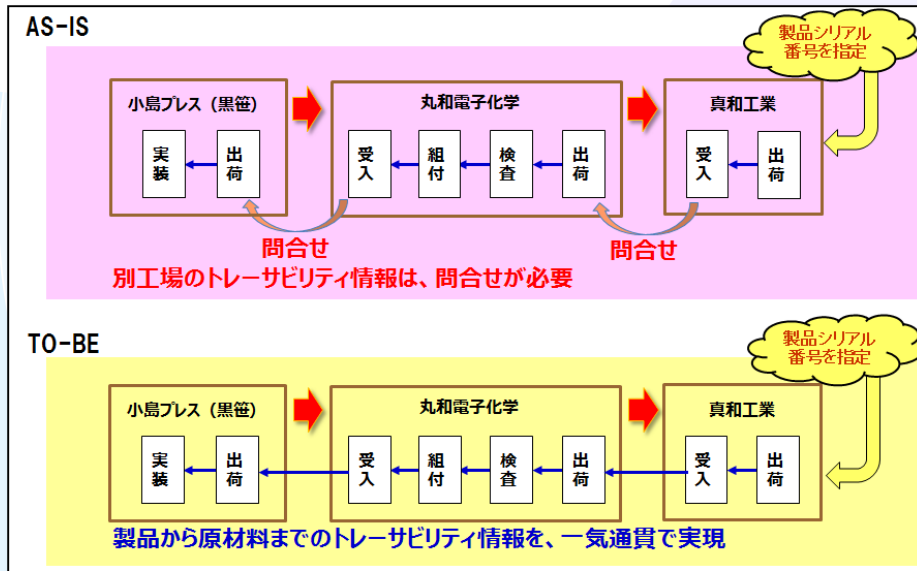 AS-IS
製品シリアル
番号を指定
小島プレス（黒笹）
丸和電子化学
真和工業
実装
出荷
受入
組付
検査
出荷
受入
出荷
問合せ
問合せ
別工場のトレーサビリティ情報は、問合せが必要
TO-BE
製品シリアル
番号を指定
小島プレス（黒笹）
丸和電子化学
真和工業
実装
出荷
受入
組付
検査
出荷
受入
出荷
製品から原材料までのトレーサビリティ情報を、一気通貫で実現